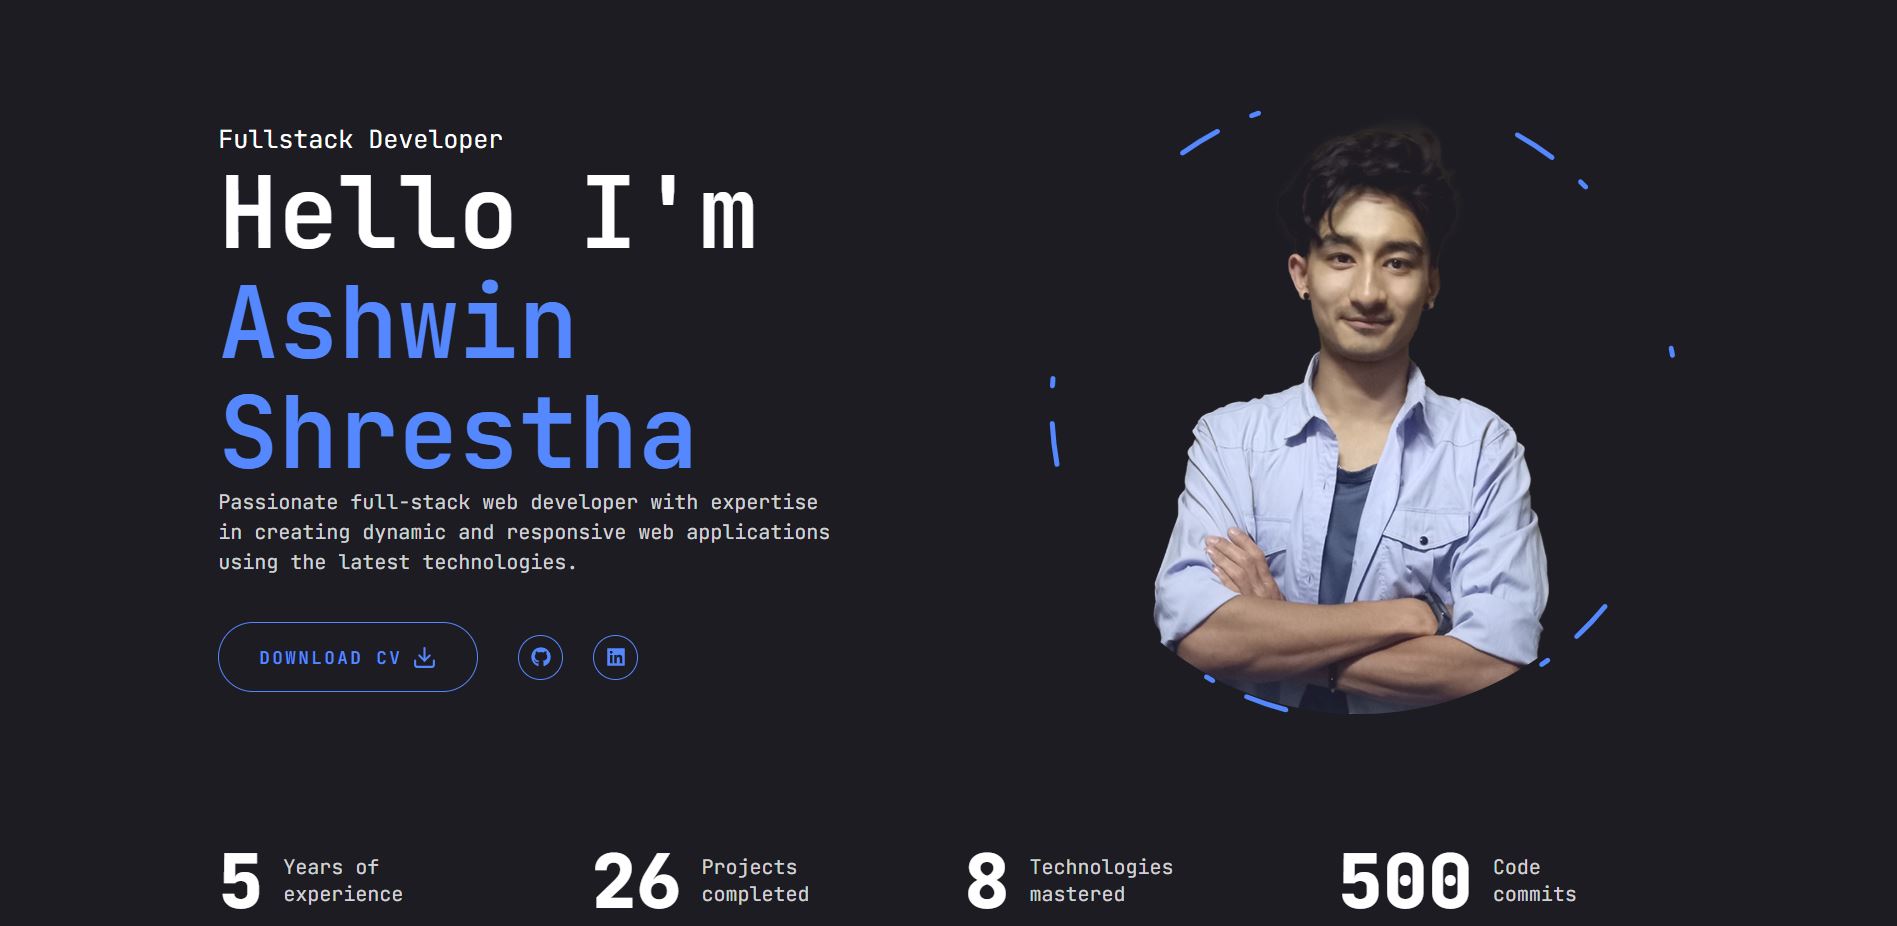 Fullstack Developer
Hello I'm
Ashwin
Shrestha
Passionate full-stack web developer with expertise
in creating dynamic and responsive web applications
using the latest technologies.
DOWNLOAD CV
in
5 Years of
experience
26 Projects
completed
8 Technologies
mastered
500 Code
commits